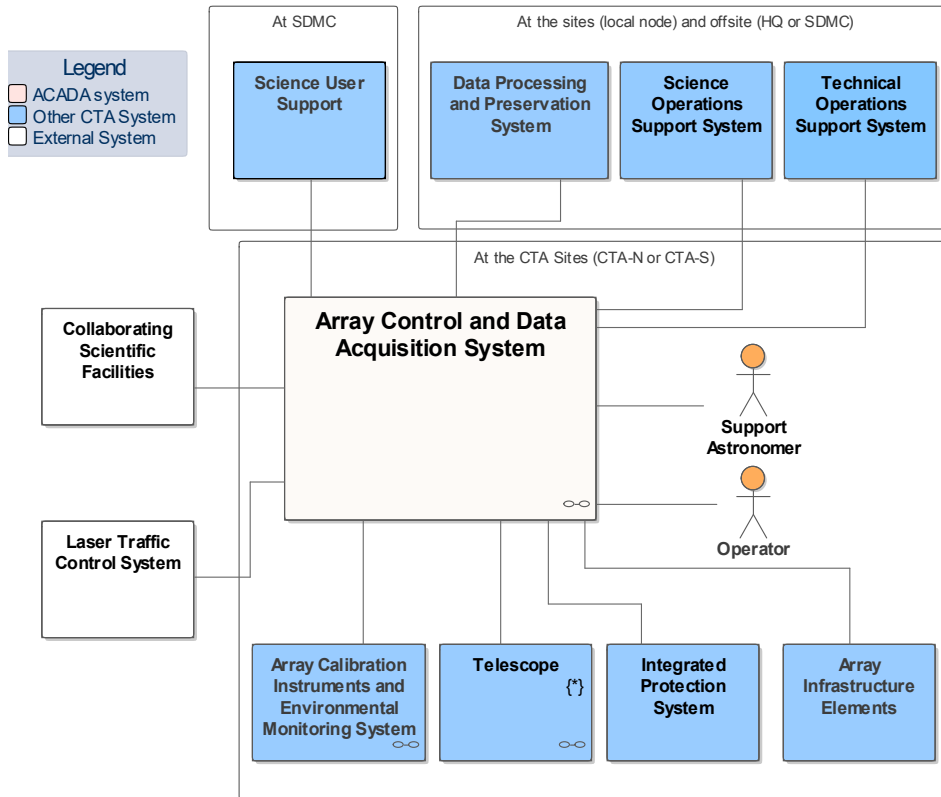 At SDMC
At the sites (local node) and offsite (HQ or SDMC)
Legend
ACADA system
Other CTA System
External System
Science User
Support
Data Processing
and Preservation
System
Science
Operations
Support System
Technical
Operations
Support System
At the CTA Sites (CTA-N or CTA-S)
Array Control and Data
Acquisition System
Collaborating
Scientific
Facilities
Laser Traffic
Control System
Support
Astronomer
Operator
Array Calibration
Instruments and
Environmental
Monitoring System
Telescope
{*}
Integrated
Protection
System
Array
Infrastructure
Elements